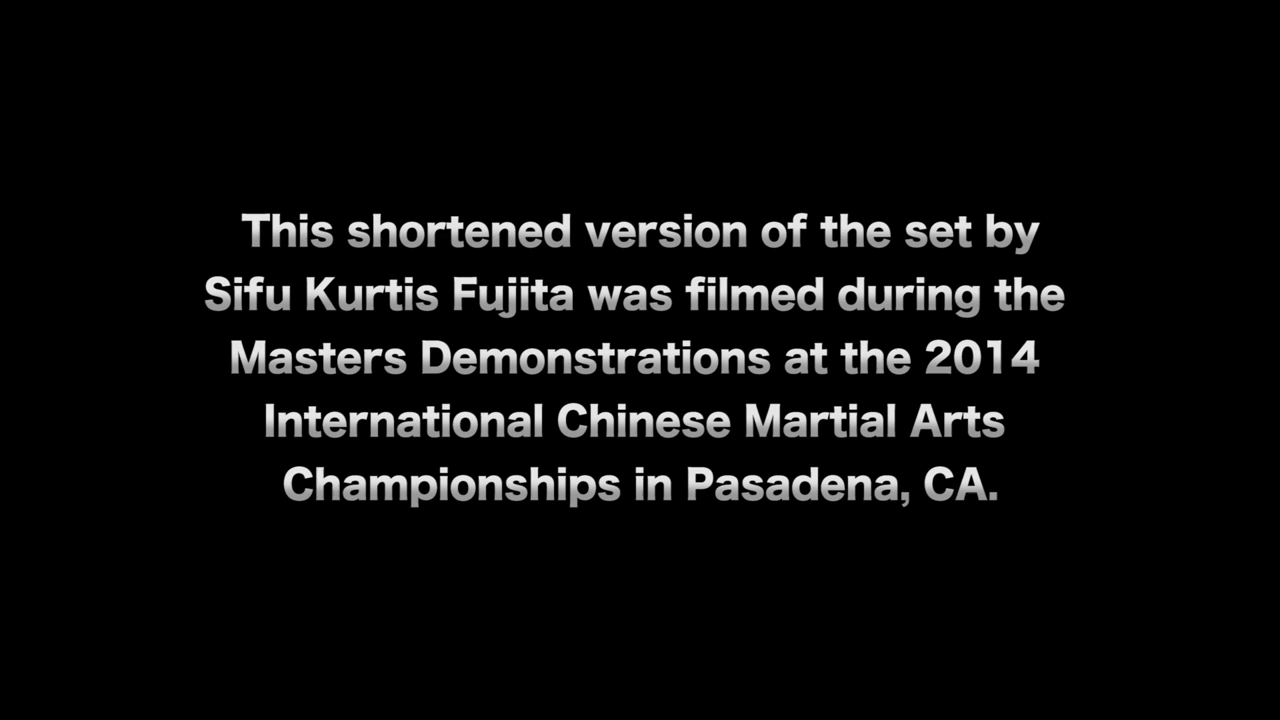 This shortened version of the set by
Sifu Kurtis Fujita was filmed during the
Masters Demonstrations at the 2014
International Chinese Martial Arts
Championships in Pasadena, CA.